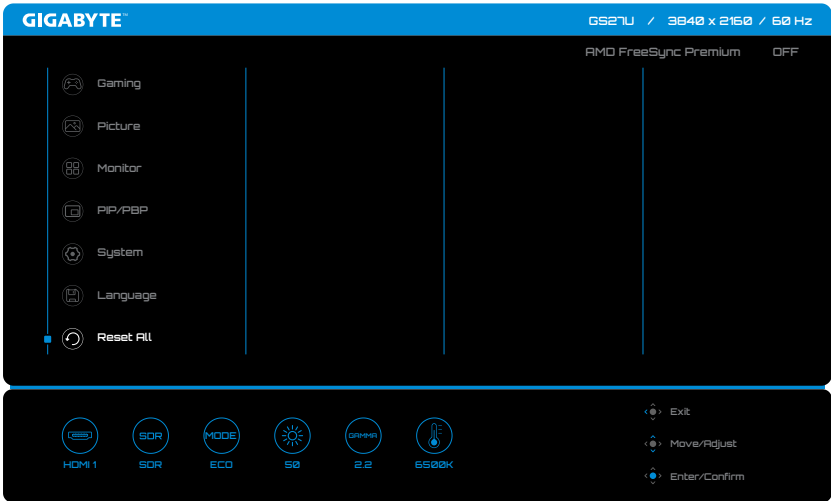 GIGABYTE™ GS27U / 3840 x 2160 / 60 Hz
AMD FreeSync Premium OFF
Gaming
Picture
Monitor
PIP/PBP
System
Language
Reset All
SDR MODE GAMMA
HDMI 1 SDR ECO 50 2.2 6500K
Exit
Move/Adjust
Enter/Confirm